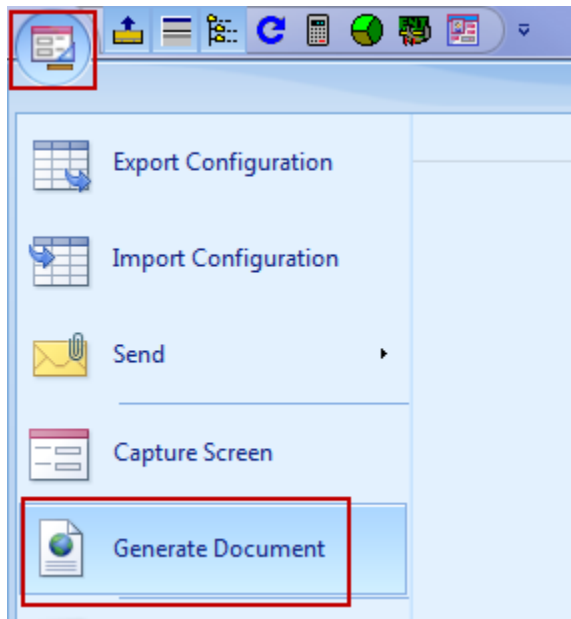 Export Configuration
Import Configuration
Send
Capture Screen
Generate Document